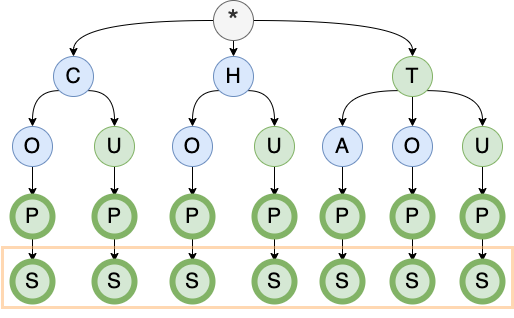 *
C H T
O U O U A O U
P P P P P P P
S S S S S S S